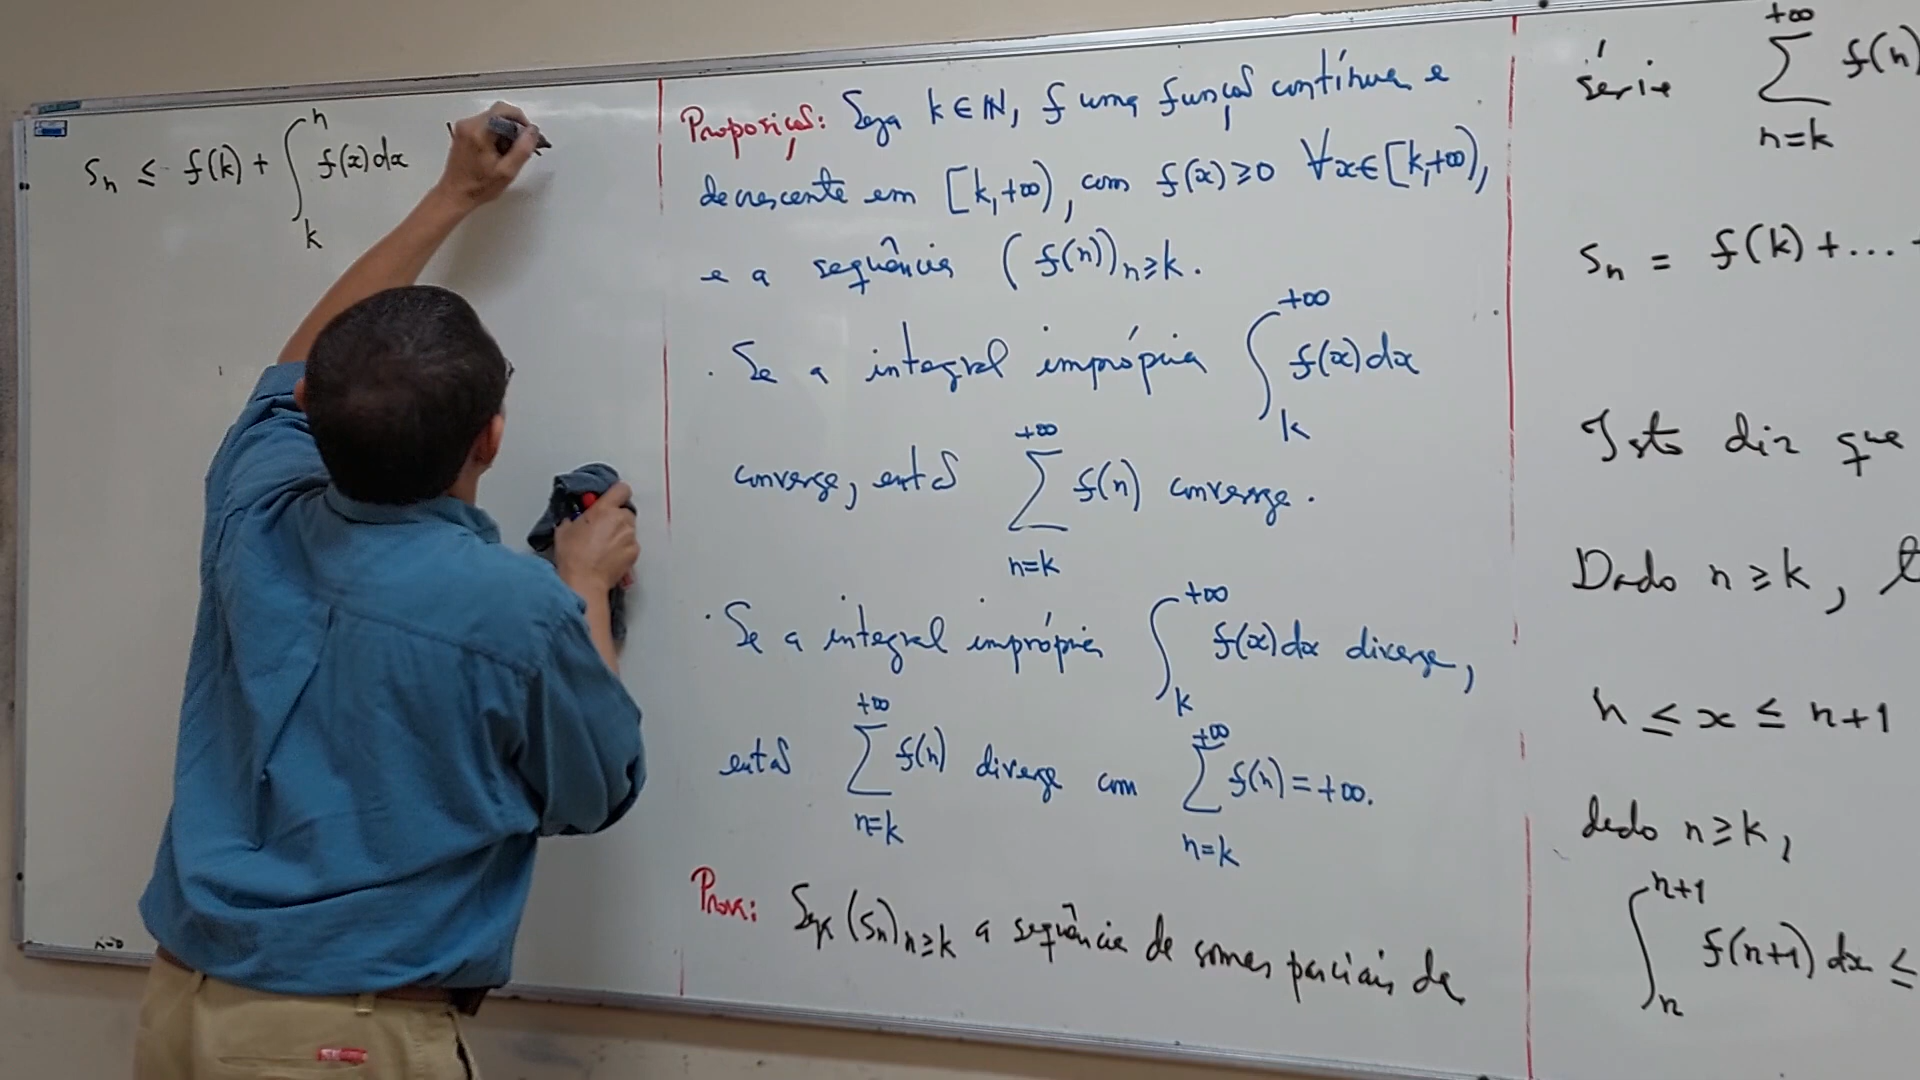 Sn ≤ f(k) + ∫_k^n f(x)dx
Proposição: Seja k ∈ ℕ, f uma função contínua e
decrescente em [k,+∞), com f(x) ≥ 0 ∀x∈[k,+∞),
e a sequência (f(n))n≥k.
· Se a integral imprópria ∫_k^{+∞} f(x)dx
converge, então ∑_{n=k}^{+∞} f(n) converge.
· Se a integral imprópria ∫_k^{+∞} f(x)dx diverge,
então ∑_{n=k}^{+∞} f(n) diverge com ∑_{n=k}^{+∞} f(n) = +∞.
Prova: Seja (Sn)n≥k a sequência de somas parciais da
série ∑_{n=k}^{+∞} f(n)
Sn = f(k) + ...
Isto diz que
Dado n ≥ k,
n ≤ x ≤ n+1
dado n ≥ k,
∫_n^{n+1} f(n+1) dx ≤